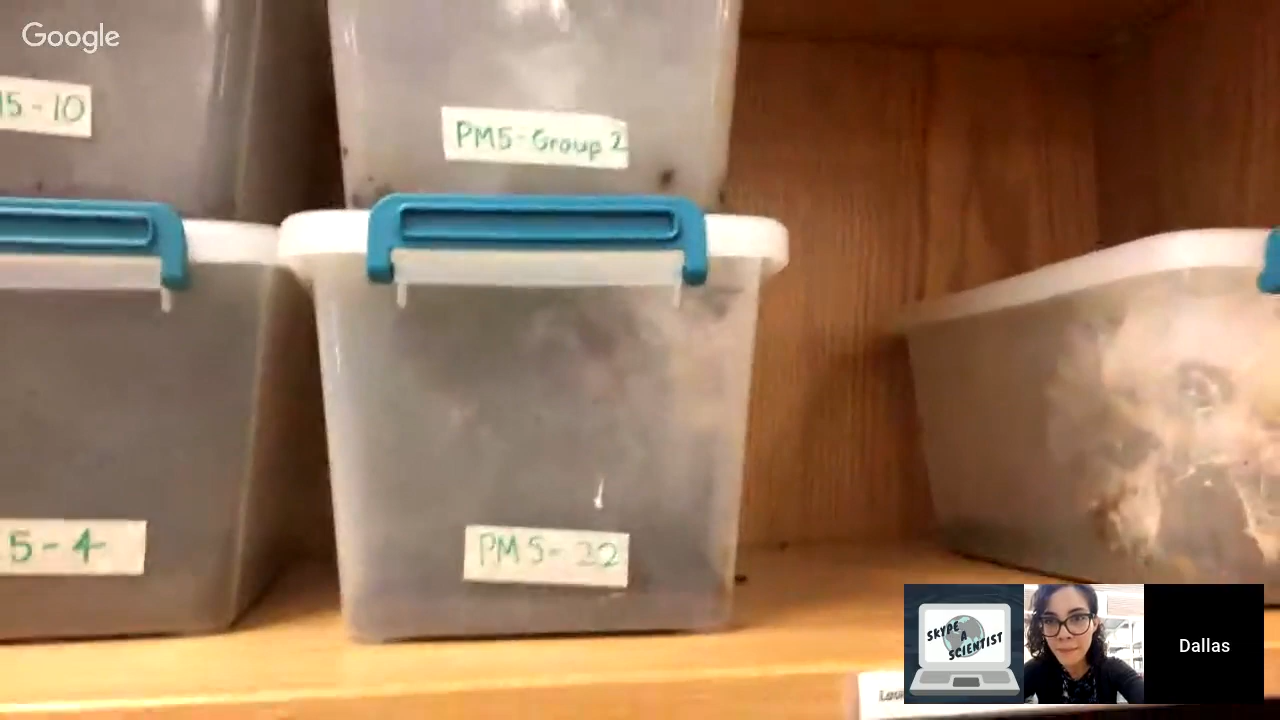 Google
15-10
PM5-Group 2
5-4
PM5-22
SKYPE
A
SCIENTIST
Dallas